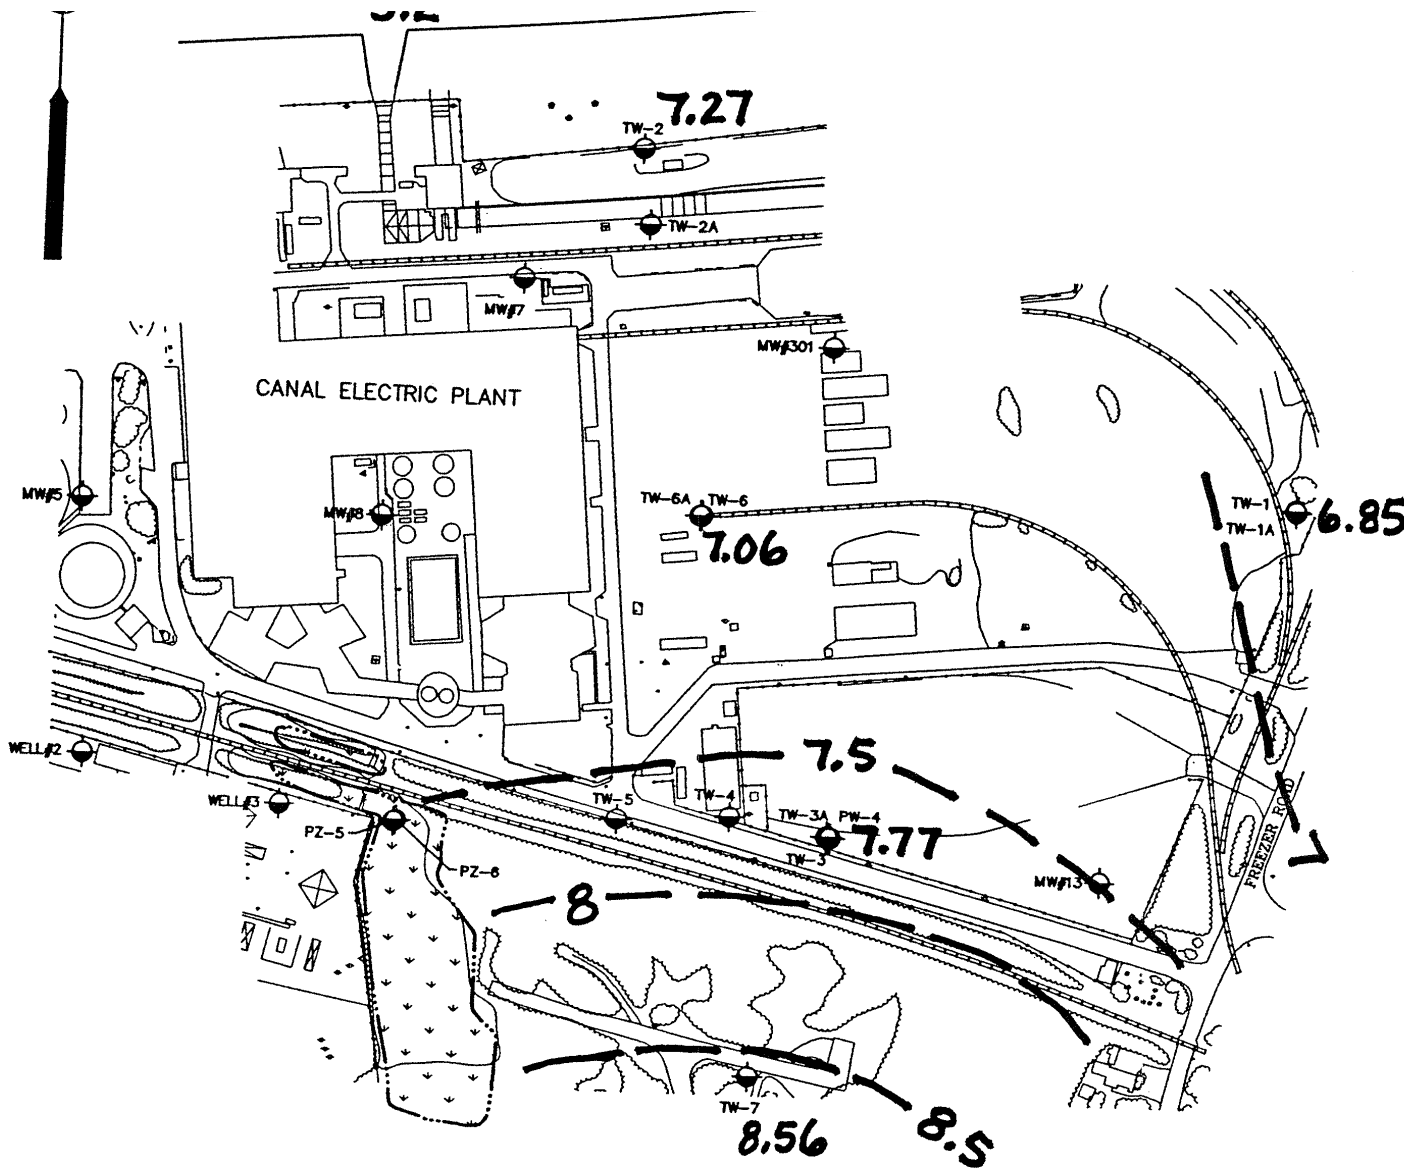 TW-2
7.27
TW-2A
MW#7
MW#301
CANAL ELECTRIC PLANT
MW#5
MW#8
TW-6A TW-6
7.06
TW-1
TW-1A
6.85
WELL#2
WELL#3
PZ-5
PZ-6
TW-5
TW-4
7.5
TW-3A PW-4
7.77
TW-3
MW#13
FREEZER ROAD
7
8
TW-7
8.56
8.5